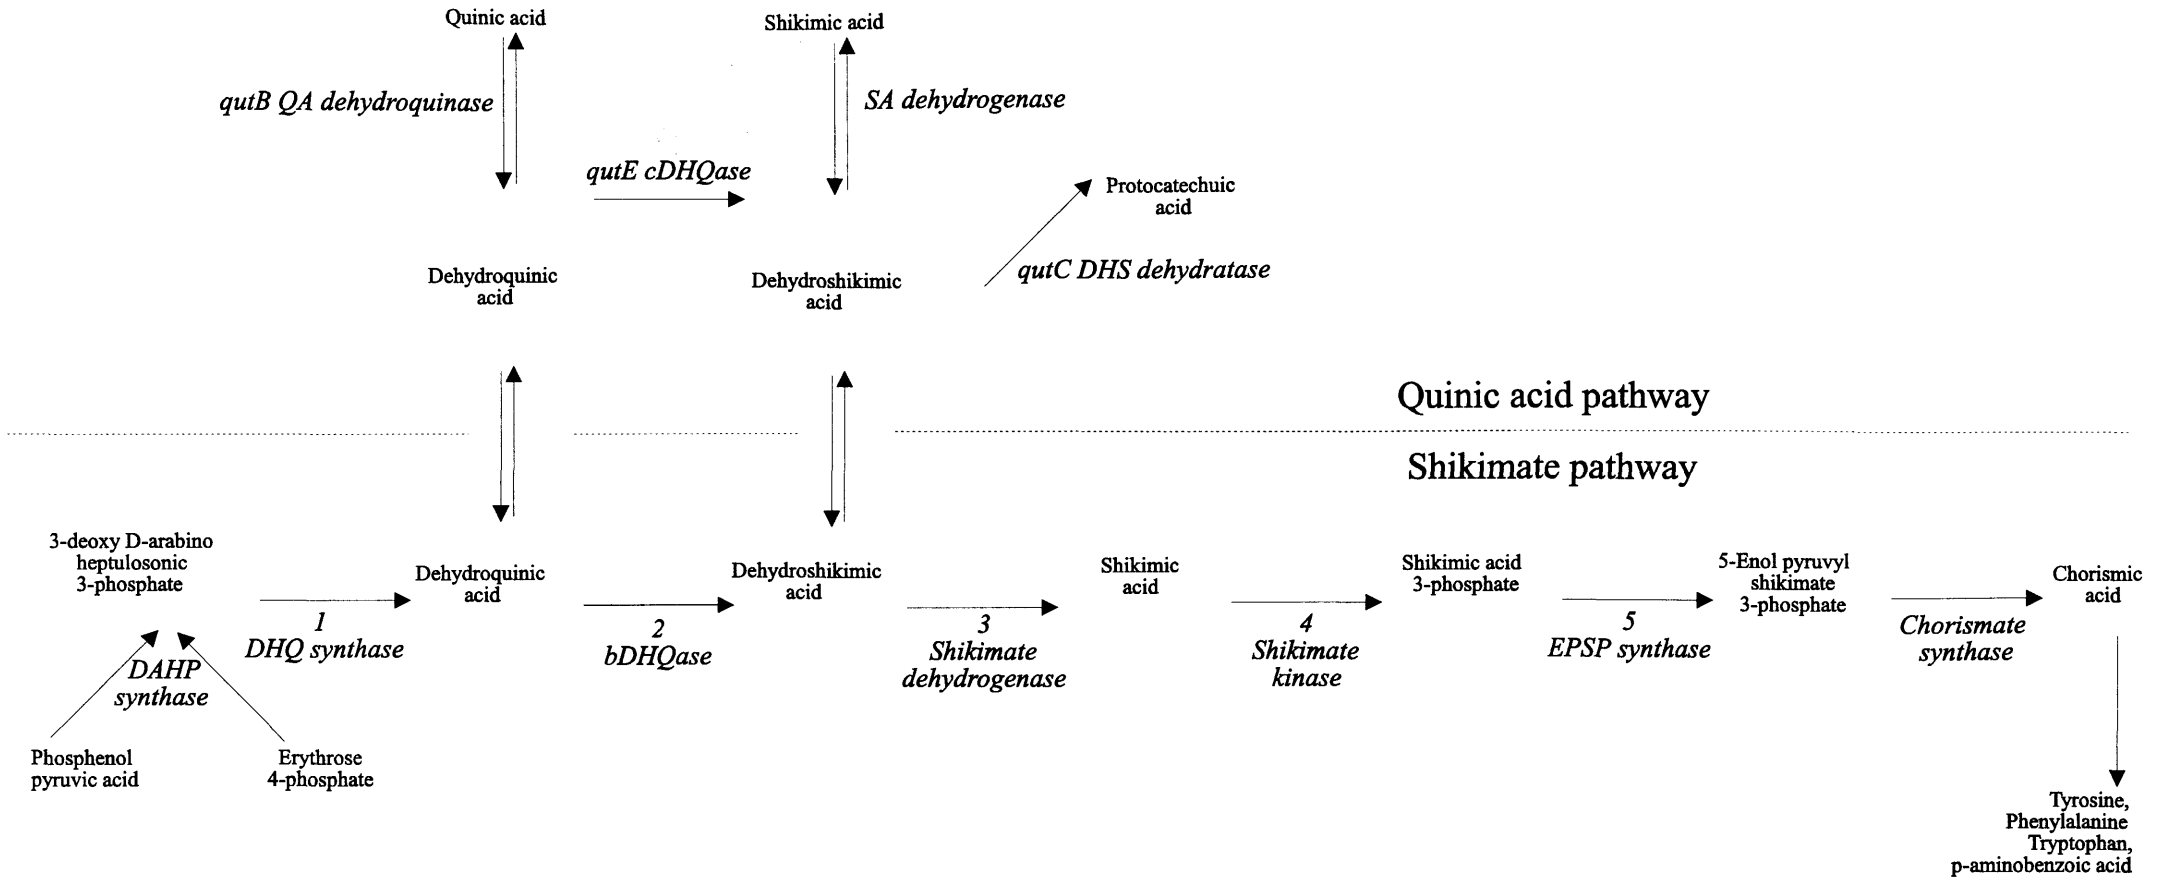 Quinic acid
Shikimic acid
qutB QA dehydroquinase
SA dehydrogenase
qutE cDHQase
Protocatechuic
acid
qutC DHS dehydratase
Dehydroquinic
acid
Dehydroshikimic
acid
Quinic acid pathway
Shikimate pathway
3-deoxy D-arabino
heptulosonic
3-phosphate
1
DHQ synthase
Dehydroquinic
acid
2
bDHQase
Dehydroshikimic
acid
3
Shikimate
dehydrogenase
Shikimic
acid
4
Shikimate
kinase
Shikimic acid
3-phosphate
5
EPSP synthase
5-Enol pyruvyl
shikimate
3-phosphate
Chorismate
synthase
Chorismic
acid
DAHP
synthase
Phosphenol
pyruvic acid
Erythrose
4-phosphate
Tyrosine,
Phenylalanine
Tryptophan,
p-aminobenzoic acid